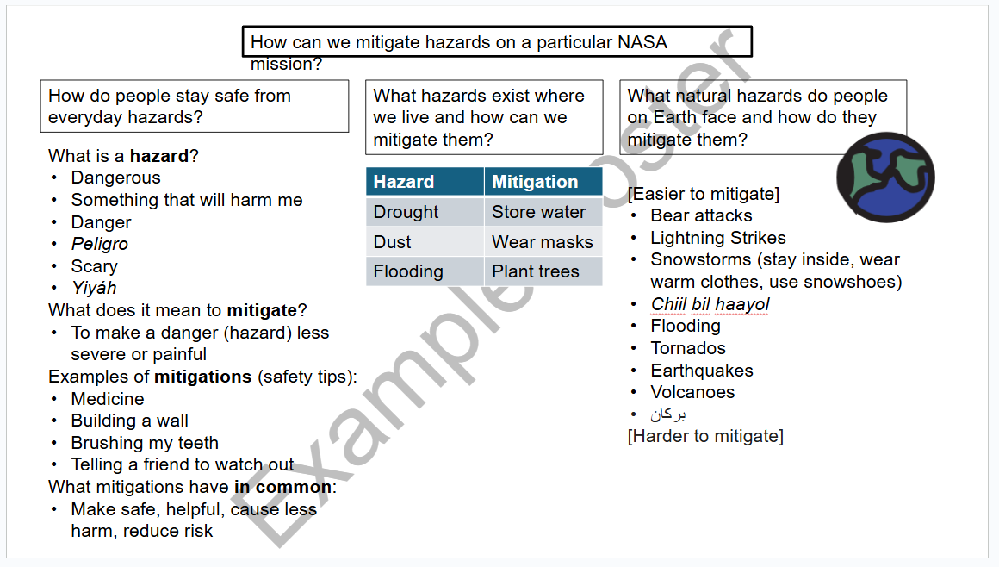 How can we mitigate hazards on a particular NASA
mission?
How do people stay safe from
everyday hazards?
What is a hazard?
• Dangerous
• Something that will harm me
• Danger
• Peligro
• Scary
• Yiyáh
What does it mean to mitigate?
• To make a danger (hazard) less
severe or painful
Examples of mitigations (safety tips):
• Medicine
• Building a wall
• Brushing my teeth
• Telling a friend to watch out
What mitigations have in common:
• Make safe, helpful, cause less
harm, reduce risk
What hazards exist where
we live and how can we
mitigate them?
Hazard Mitigation
Drought Store water
Dust Wear masks
Flooding Plant trees
What natural hazards do people
on Earth face and how do they
mitigate them?
[Easier to mitigate]
• Bear attacks
• Lightning Strikes
• Snowstorms (stay inside, wear
warm clothes, use snowshoes)
• Chiil bil haayol
• Flooding
• Tornados
• Earthquakes
• Volcanoes
• بركان
[Harder to mitigate]
Example Poster